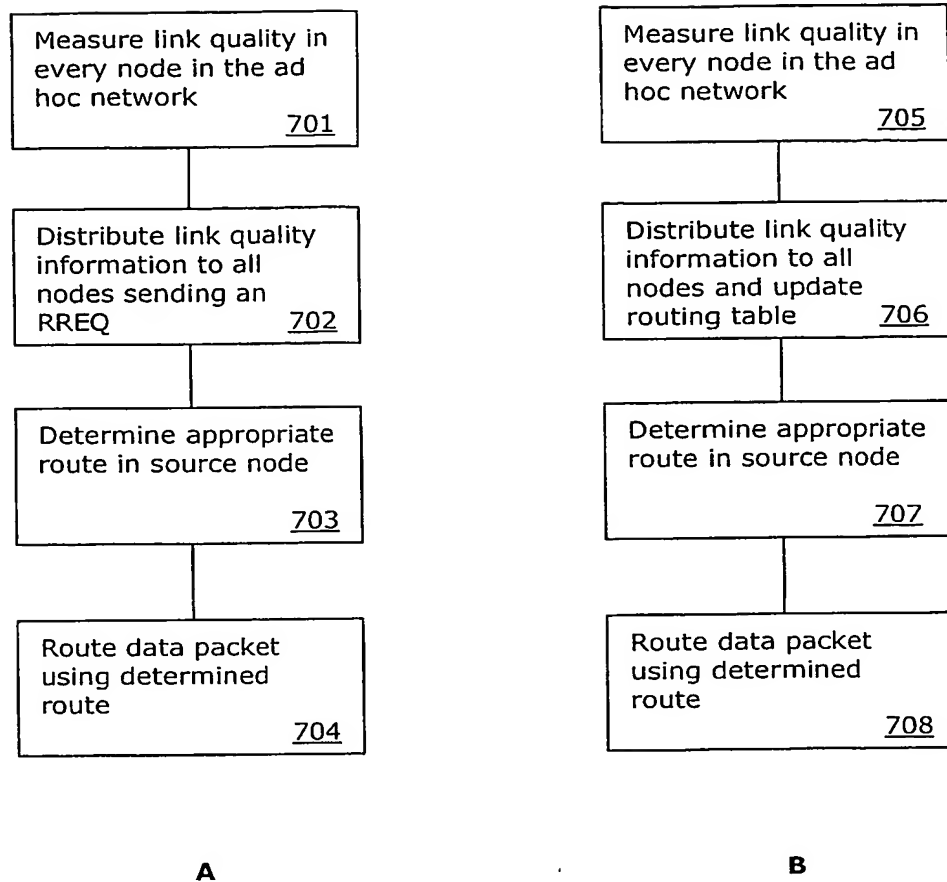 Measure link quality in
every node in the ad
hoc network
701
Distribute link quality
information to all
nodes sending an
RREQ 702
Determine appropriate
route in source node
703
Route data packet
using determined
route
704
A
Measure link quality in
every node in the ad
hoc network
705
Distribute link quality
information to all
nodes and update
routing table 706
Determine appropriate
route in source node
707
Route data packet
using determined
route
708
B